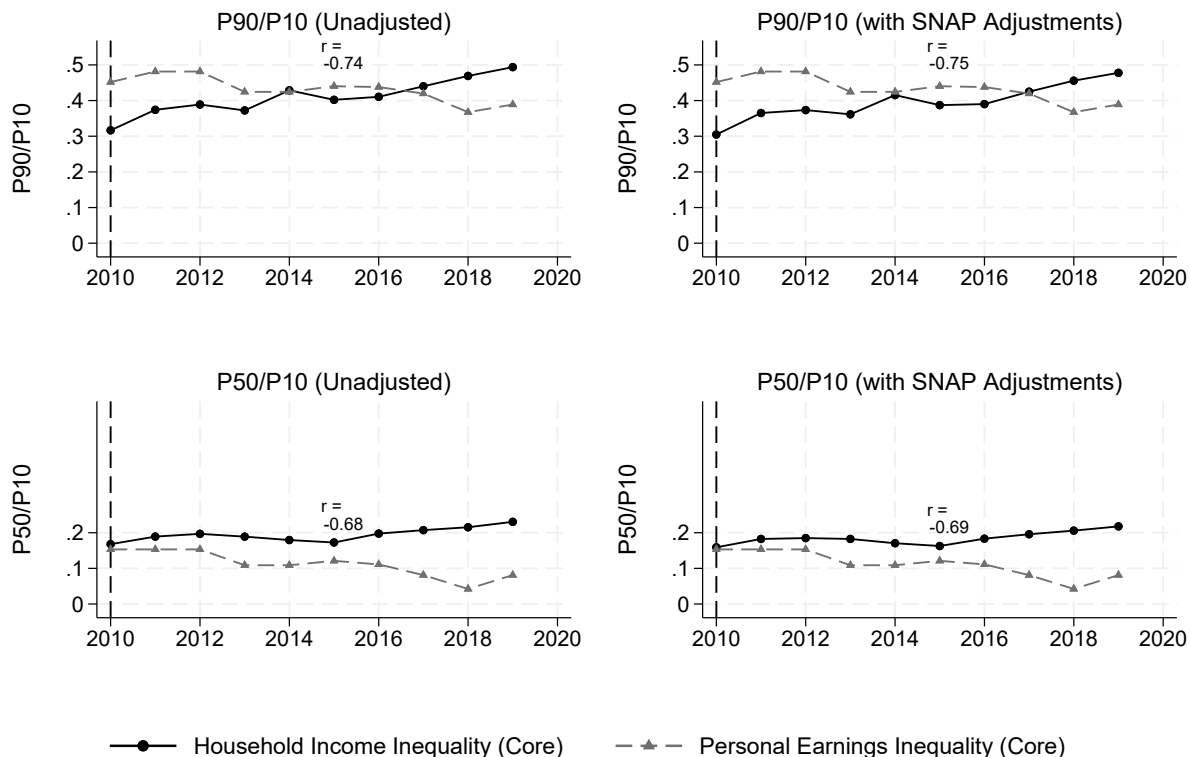 P90/P10 (Unadjusted)
r =
-0.74
P90/P10
.5
.4
.3
.2
.1
0
2010 2012 2014 2016 2018 2020
P90/P10 (with SNAP Adjustments)
r =
-0.75
P90/P10
.5
.4
.3
.2
.1
0
2010 2012 2014 2016 2018 2020
P50/P10 (Unadjusted)
r =
-0.68
P50/P10
.2
.1
0
2010 2012 2014 2016 2018 2020
P50/P10 (with SNAP Adjustments)
r =
-0.69
P50/P10
.2
.1
0
2010 2012 2014 2016 2018 2020
Household Income Inequality (Core) Personal Earnings Inequality (Core)